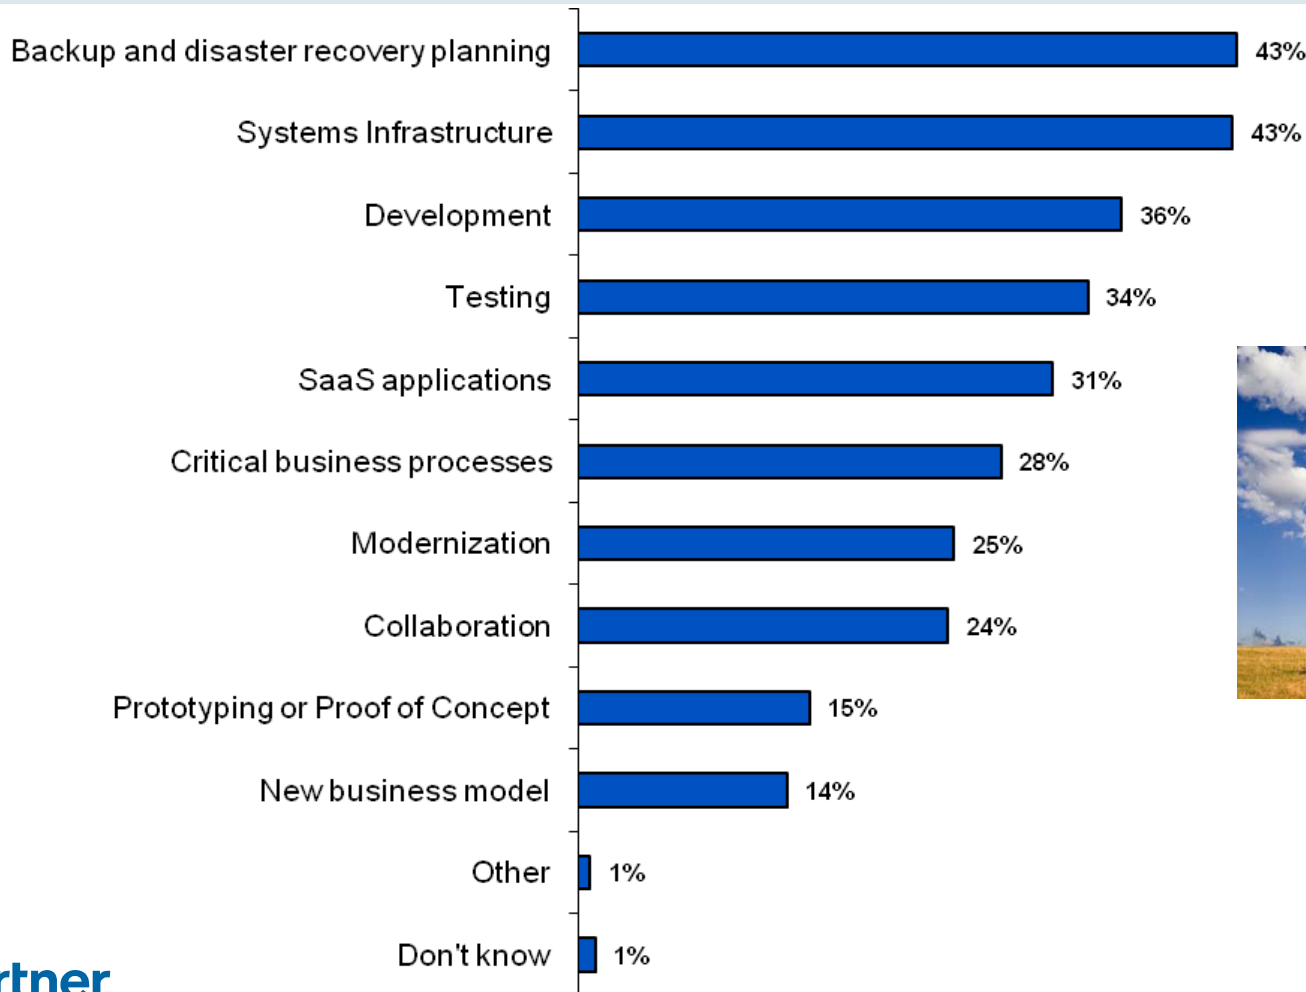 Backup and disaster recovery planning 43%
Systems Infrastructure 43%
Development 36%
Testing 34%
SaaS applications 31%
Critical business processes 28%
Modernization 25%
Collaboration 24%
Prototyping or Proof of Concept 15%
New business model 14%
Other 1%
Don't know 1%
rtner